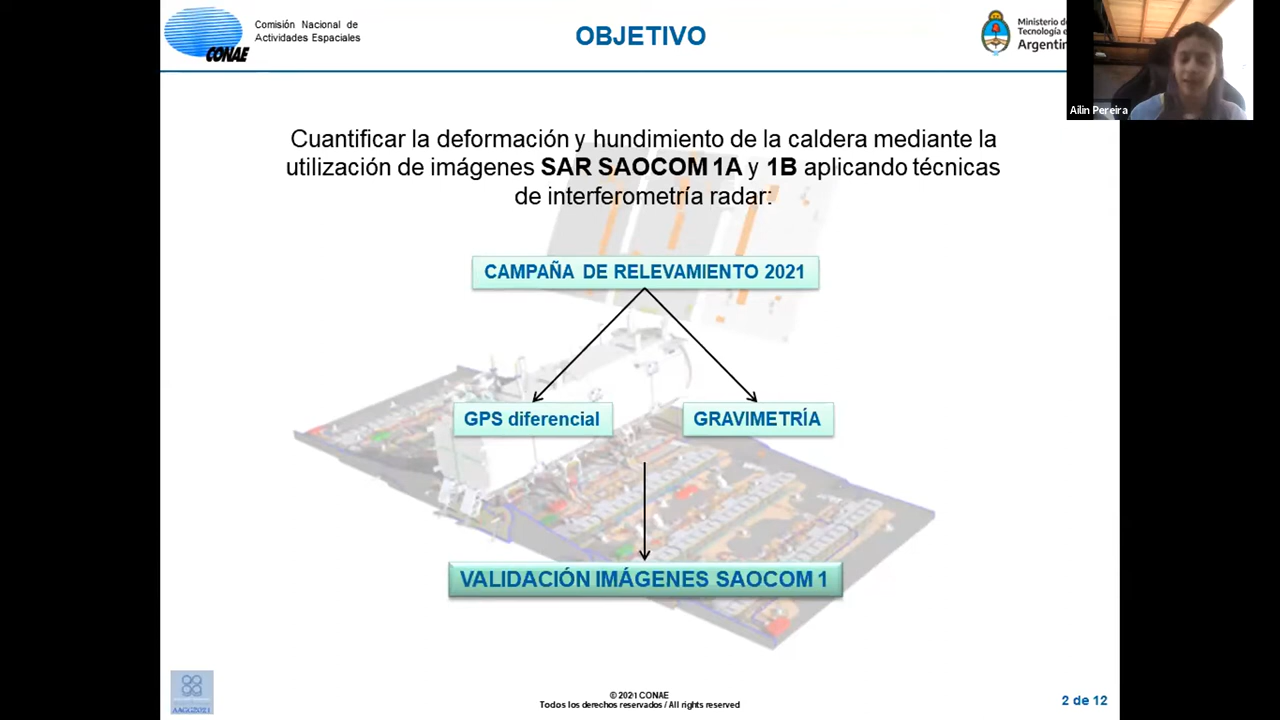 Comisión Nacional de
Actividades Espaciales
CONAE
OBJETIVO
Ministerio de
Tecnología e
Argentin
Ailin Pereira
Cuantificar la deformación y hundimiento de la caldera mediante la
utilización de imágenes SAR SAOCOM 1A y 1B aplicando técnicas
de interferometría radar:
CAMPAÑA DE RELEVAMIENTO 2021
GPS diferencial
GRAVIMETRÍA
VALIDACIÓN IMÁGENES SAOCOM 1
AAGG2021
© 2021 CONAE
Todos los derechos reservados / All rights reserved
2 de 12